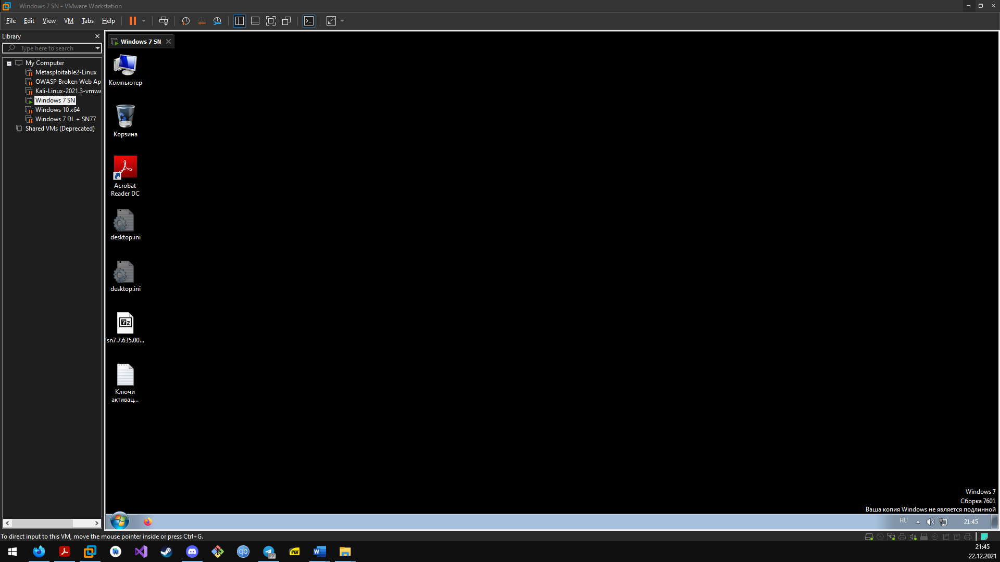 Windows 7 SN - VMware Workstation
File Edit View VM Tabs Help
Library
Type here to search
My Computer
Metasploitable2-Linux
OWASP Broken Web Ap
Kali-Linux-2021.3-vmwa
Windows 7 SN
Windows 10 x64
Windows 7 DL + SN77
Shared VMs (Deprecated)
Windows 7 SN
Компьютер
Корзина
Acrobat
Reader DC
desktop.ini
desktop.ini
7z
sn7.7.635.00...
Ключи
активац...
Windows 7
Сборка 7601
Ваша копия Windows не является подлинной
RU
21:45
To direct input to this VM, move the mouse pointer inside or press Ctrl+G.
qb
32
PDF
W
21:45
22.12.2021